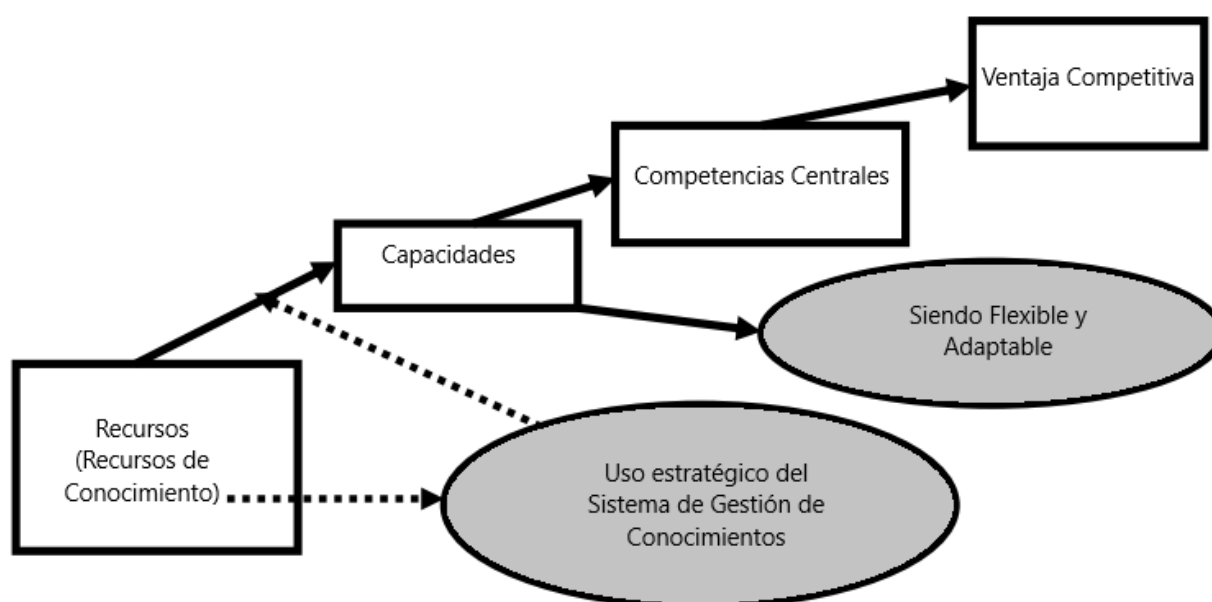 Ventaja Competitiva
Competencias Centrales
Capacidades
Siendo Flexible y
Adaptable
Recursos
(Recursos de
Conocimiento)
Uso estratégico del
Sistema de Gestión de
Conocimientos